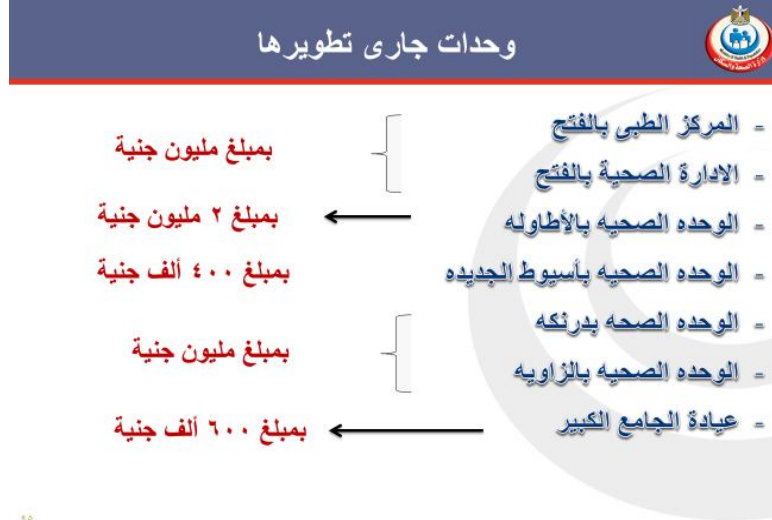 وحدات جارى تطويرها
- المركز الطبى بالفتح
- الادارة الصحية بالفتح
بمبلغ مليون جنية
- الوحده الصحيه بالأطاوله
بمبلغ ٢ مليون جنية
- الوحده الصحيه بأسيوط الجديده
بمبلغ ٤٠٠ ألف جنية
- الوحده الصحه بدرنكه
- الوحده الصحيه بالزاويه
بمبلغ مليون جنية
- عيادة الجامع الكبير
بمبلغ ٦٠٠ ألف جنية